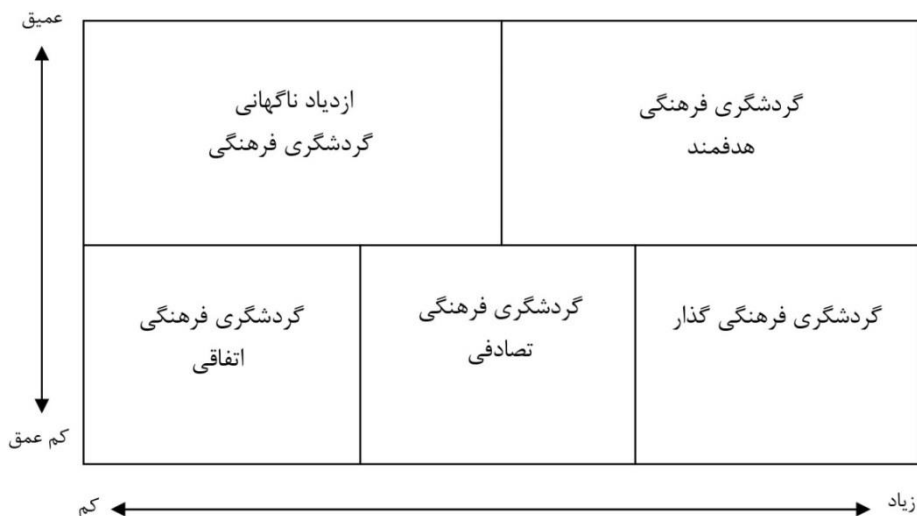 عمیق
گردشگری فرهنگی
هدفمند
ازدیاد ناگهانی
گردشگری فرهنگی
گردشگری فرهنگی گذار
گردشگری فرهنگی
تصادفی
گردشگری فرهنگی
اتفاقی
کم عمق
زیاد
کم